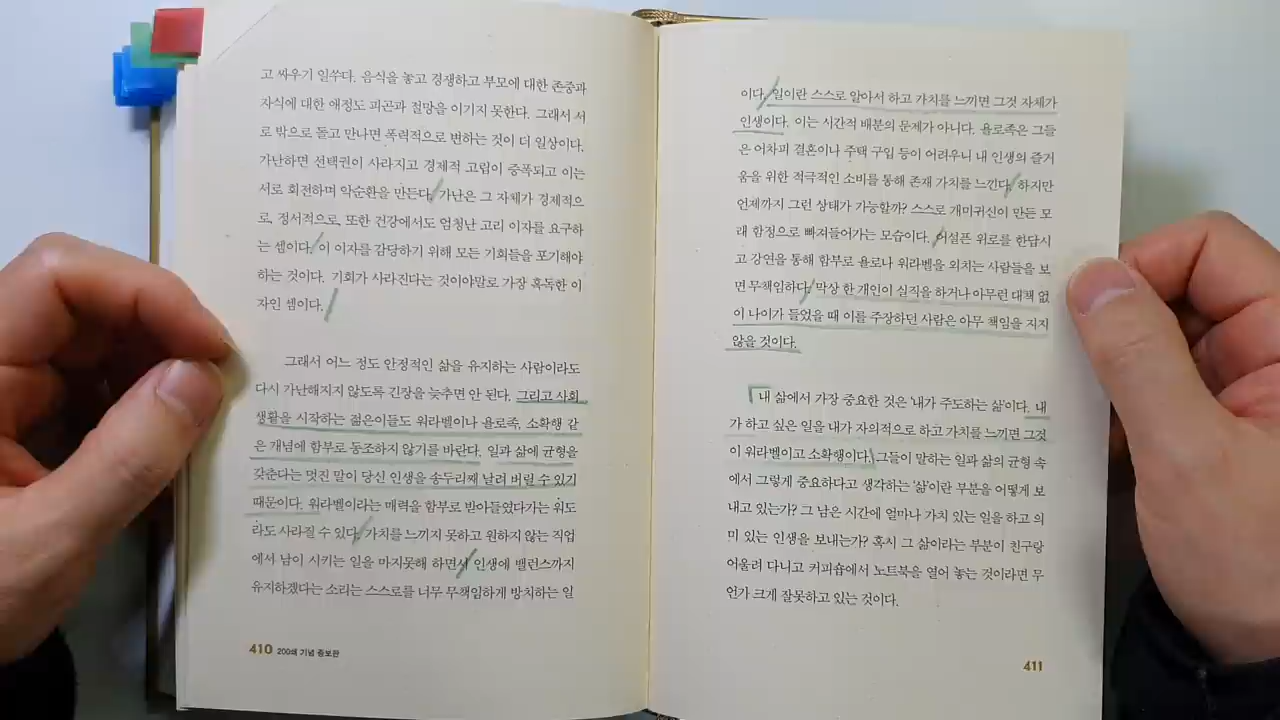 고 싸우기 일쑤다. 음식을 놓고 경쟁하고 부모에 대한 존중과
자식에 대한 애정도 피곤과 절망을 이기지 못한다. 그래서 서
로 밖으로 돌고 만나면 폭력적으로 변하는 것이 더 일상이다.
가난하면 선택권이 사라지고 경제적 고립이 증폭되고 이는
서로 회전하며 악순환을 만든다. 가난은 그 자체가 경제적으
로, 정서적으로, 또한 건강에서도 엄청난 고리 이자를 요구하
는 셈이다. 이 이자를 감당하기 위해 모든 기회들을 포기해야
하는 것이다. 기회가 사라진다는 것이야말로 가장 혹독한 이
자인 셈이다.
그래서 어느 정도 안정적인 삶을 유지하는 사람이라도
다시 가난해지지 않도록 긴장을 늦추면 안 된다. 그리고 사회
생활을 시작하는 젊은이들도 워라벨이나 욜로족, 소확행 같
은 개념에 함부로 동조하지 않기를 바란다. 일과 삶에 균형을
갖춘다는 멋진 말이 당신 인생을 송두리째 날려 버릴 수 있기
때문이다. 워라벨이라는 매력을 함부로 받아들였다가는 워도
라도 사라질 수 있다. 가치를 느끼지 못하고 원하지 않는 직업
에서 남이 시키는 일을 마지못해 하면서 인생에 밸런스까지
유지하겠다는 소리는 스스로를 너무 무책임하게 방치하는 일
410 200쇄 기념 증보판
이다. 일이란 스스로 알아서 하고 가치를 느끼면 그것 자체가
인생이다. 이는 시간적 배분의 문제가 아니다. 욜로족은 그들
은 어차피 결혼이나 주택 구입 등이 어려우니 내 인생의 즐거
움을 위한 적극적인 소비를 통해 존재 가치를 느낀다. 하지만
언제까지 그런 상태가 가능할까? 스스로 개미귀신이 만든 모
래 함정으로 빠져들어가는 모습이다. 어설픈 위로를 한답시
고 강연을 통해 함부로 욜로나 워라벨을 외치는 사람들을 보
면 무책임하다. 막상 한 개인이 실직을 하거나 아무런 대책 없
이 나이가 들었을 때 이를 주장하던 사람은 아무 책임을 지지
않을 것이다.
내 삶에서 가장 중요한 것은 '내가 주도하는 삶'이다. 내
가 하고 싶은 일을 내가 자의적으로 하고 가치를 느끼면 그것
이 워라벨이고 소확행이다. 그들이 말하는 일과 삶의 균형 속
에서 그렇게 중요하다고 생각하는 '삶'이란 부분을 어떻게 보
내고 있는가? 그 남은 시간에 얼마나 가치 있는 일을 하고 의
미 있는 인생을 보내는가? 혹시 그 삶이라는 부분이 친구랑
어울려 다니고 커피숍에서 노트북을 열어 놓는 것이라면 무
언가 크게 잘못하고 있는 것이다.
411